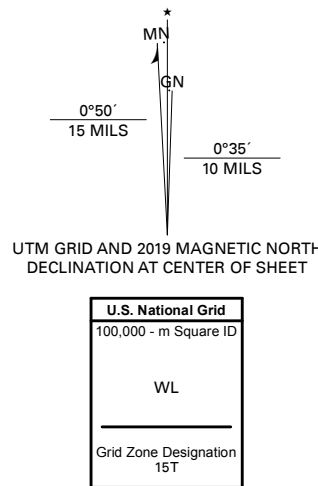 ★
MN
GN
0°50´
15 MILS
0°35´
10 MILS
UTM GRID AND 2019 MAGNETIC NORTH
DECLINATION AT CENTER OF SHEET
U.S. National Grid
100,000 - m Square ID
WL
Grid Zone Designation
15T